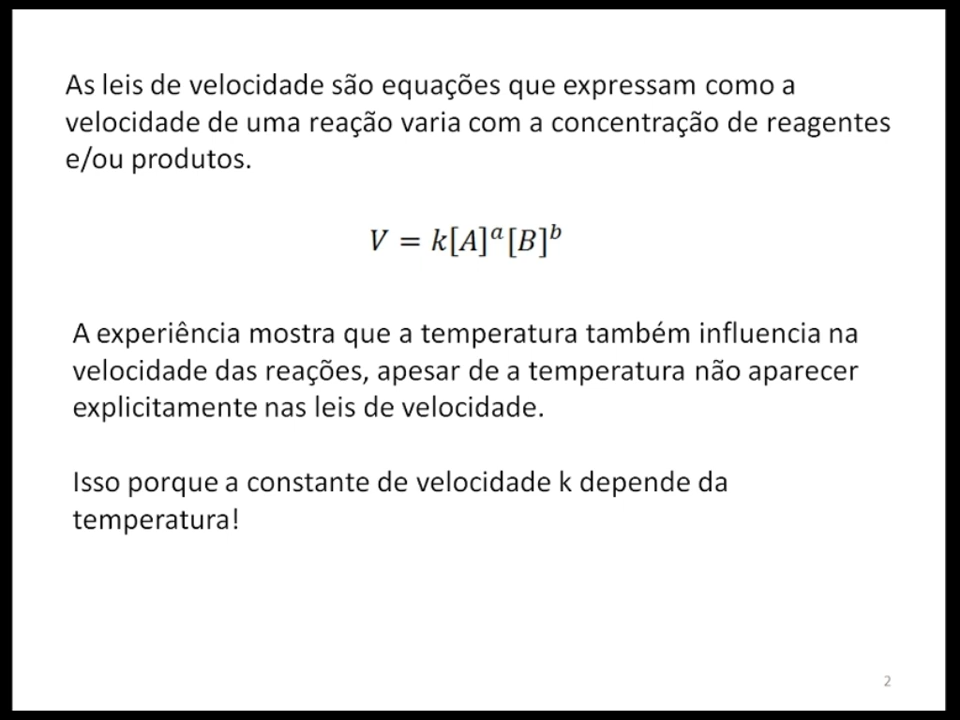 As leis de velocidade são equações que expressam como a
velocidade de uma reação varia com a concentração de reagentes
e/ou produtos.
V = k[A]ᵃ[B]ᵇ
A experiência mostra que a temperatura também influencia na
velocidade das reações, apesar de a temperatura não aparecer
explicitamente nas leis de velocidade.
Isso porque a constante de velocidade k depende da
temperatura!
2